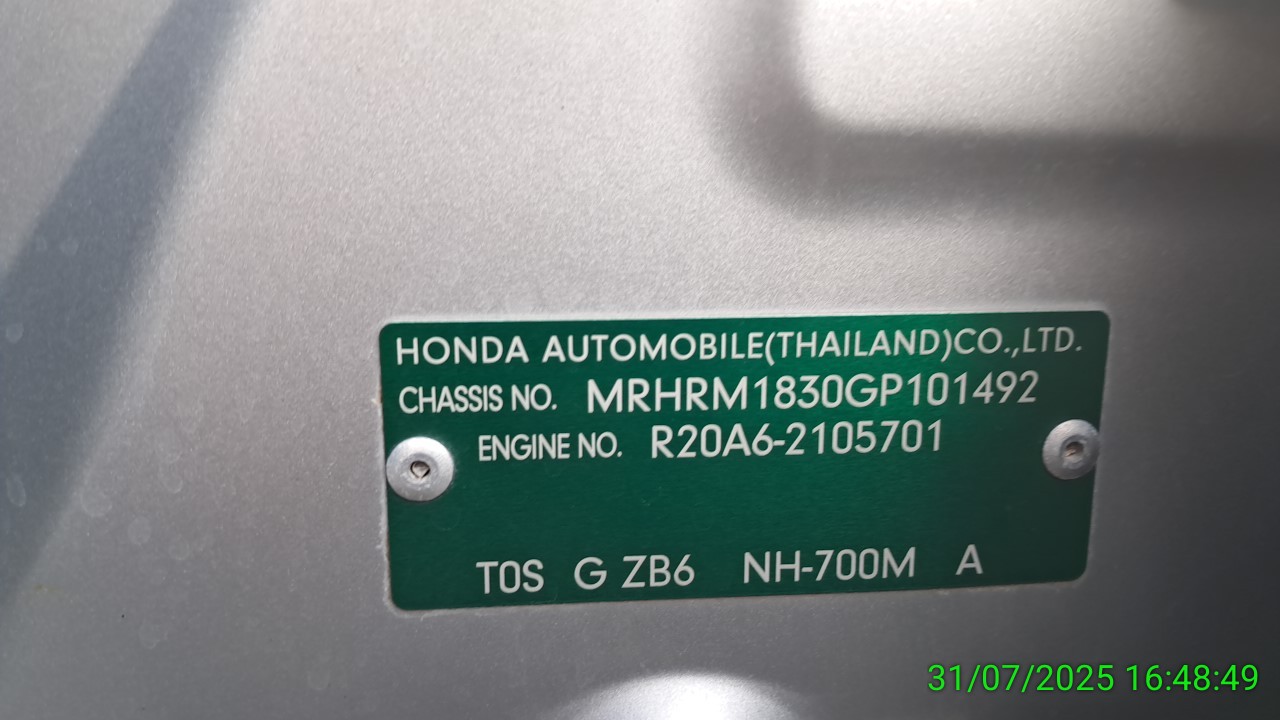 HONDA AUTOMOBILE(THAILAND)CO.,LTD.
CHASSIS NO. MRHRM1830GP101492
ENGINE NO. R20A6-2105701
T0S G ZB6 NH-700M A
31/07/2025 16:48:49